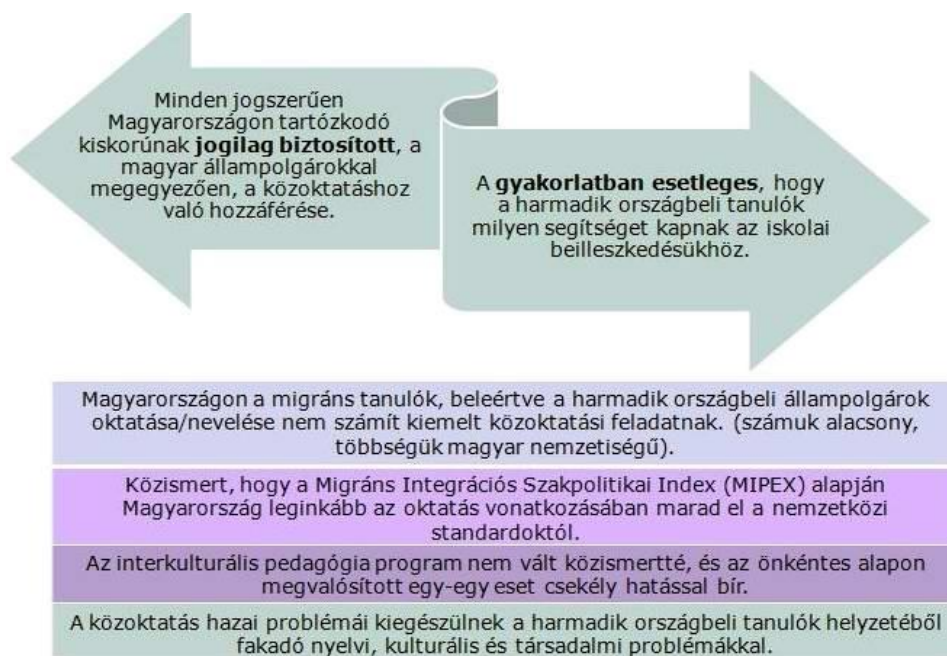 Minden jogszerűen
Magyarországon tartózkodó
kiskorúnak jogilag biztosított, a
magyar állampolgárokkal
megegyezően, a közoktatáshoz
való hozzáférése.
A gyakorlatban esetleges, hogy
a harmadik országbeli tanulók
milyen segítséget kapnak az iskolai
beilleszkedésükhöz.
Magyarországon a migráns tanulók, beleértve a harmadik országbeli állampolgárok
oktatása/nevelése nem számít kiemelt közoktatási feladatnak. (számuk alacsony,
többségük magyar nemzetiségű).
Közismert, hogy a Migráns Integrációs Szakpolitikai Index (MIPEX) alapján
Magyarország leginkább az oktatás vonatkozásában marad el a nemzetközi
standardoktól.
Az interkulturális pedagógia program nem vált közismertté, és az önkéntes alapon
megvalósított egy-egy eset csekély hatással bír.
A közoktatás hazai problémái kiegészülnek a harmadik országbeli tanulók helyzetéből
fakadó nyelvi, kulturális és társadalmi problémákkal.